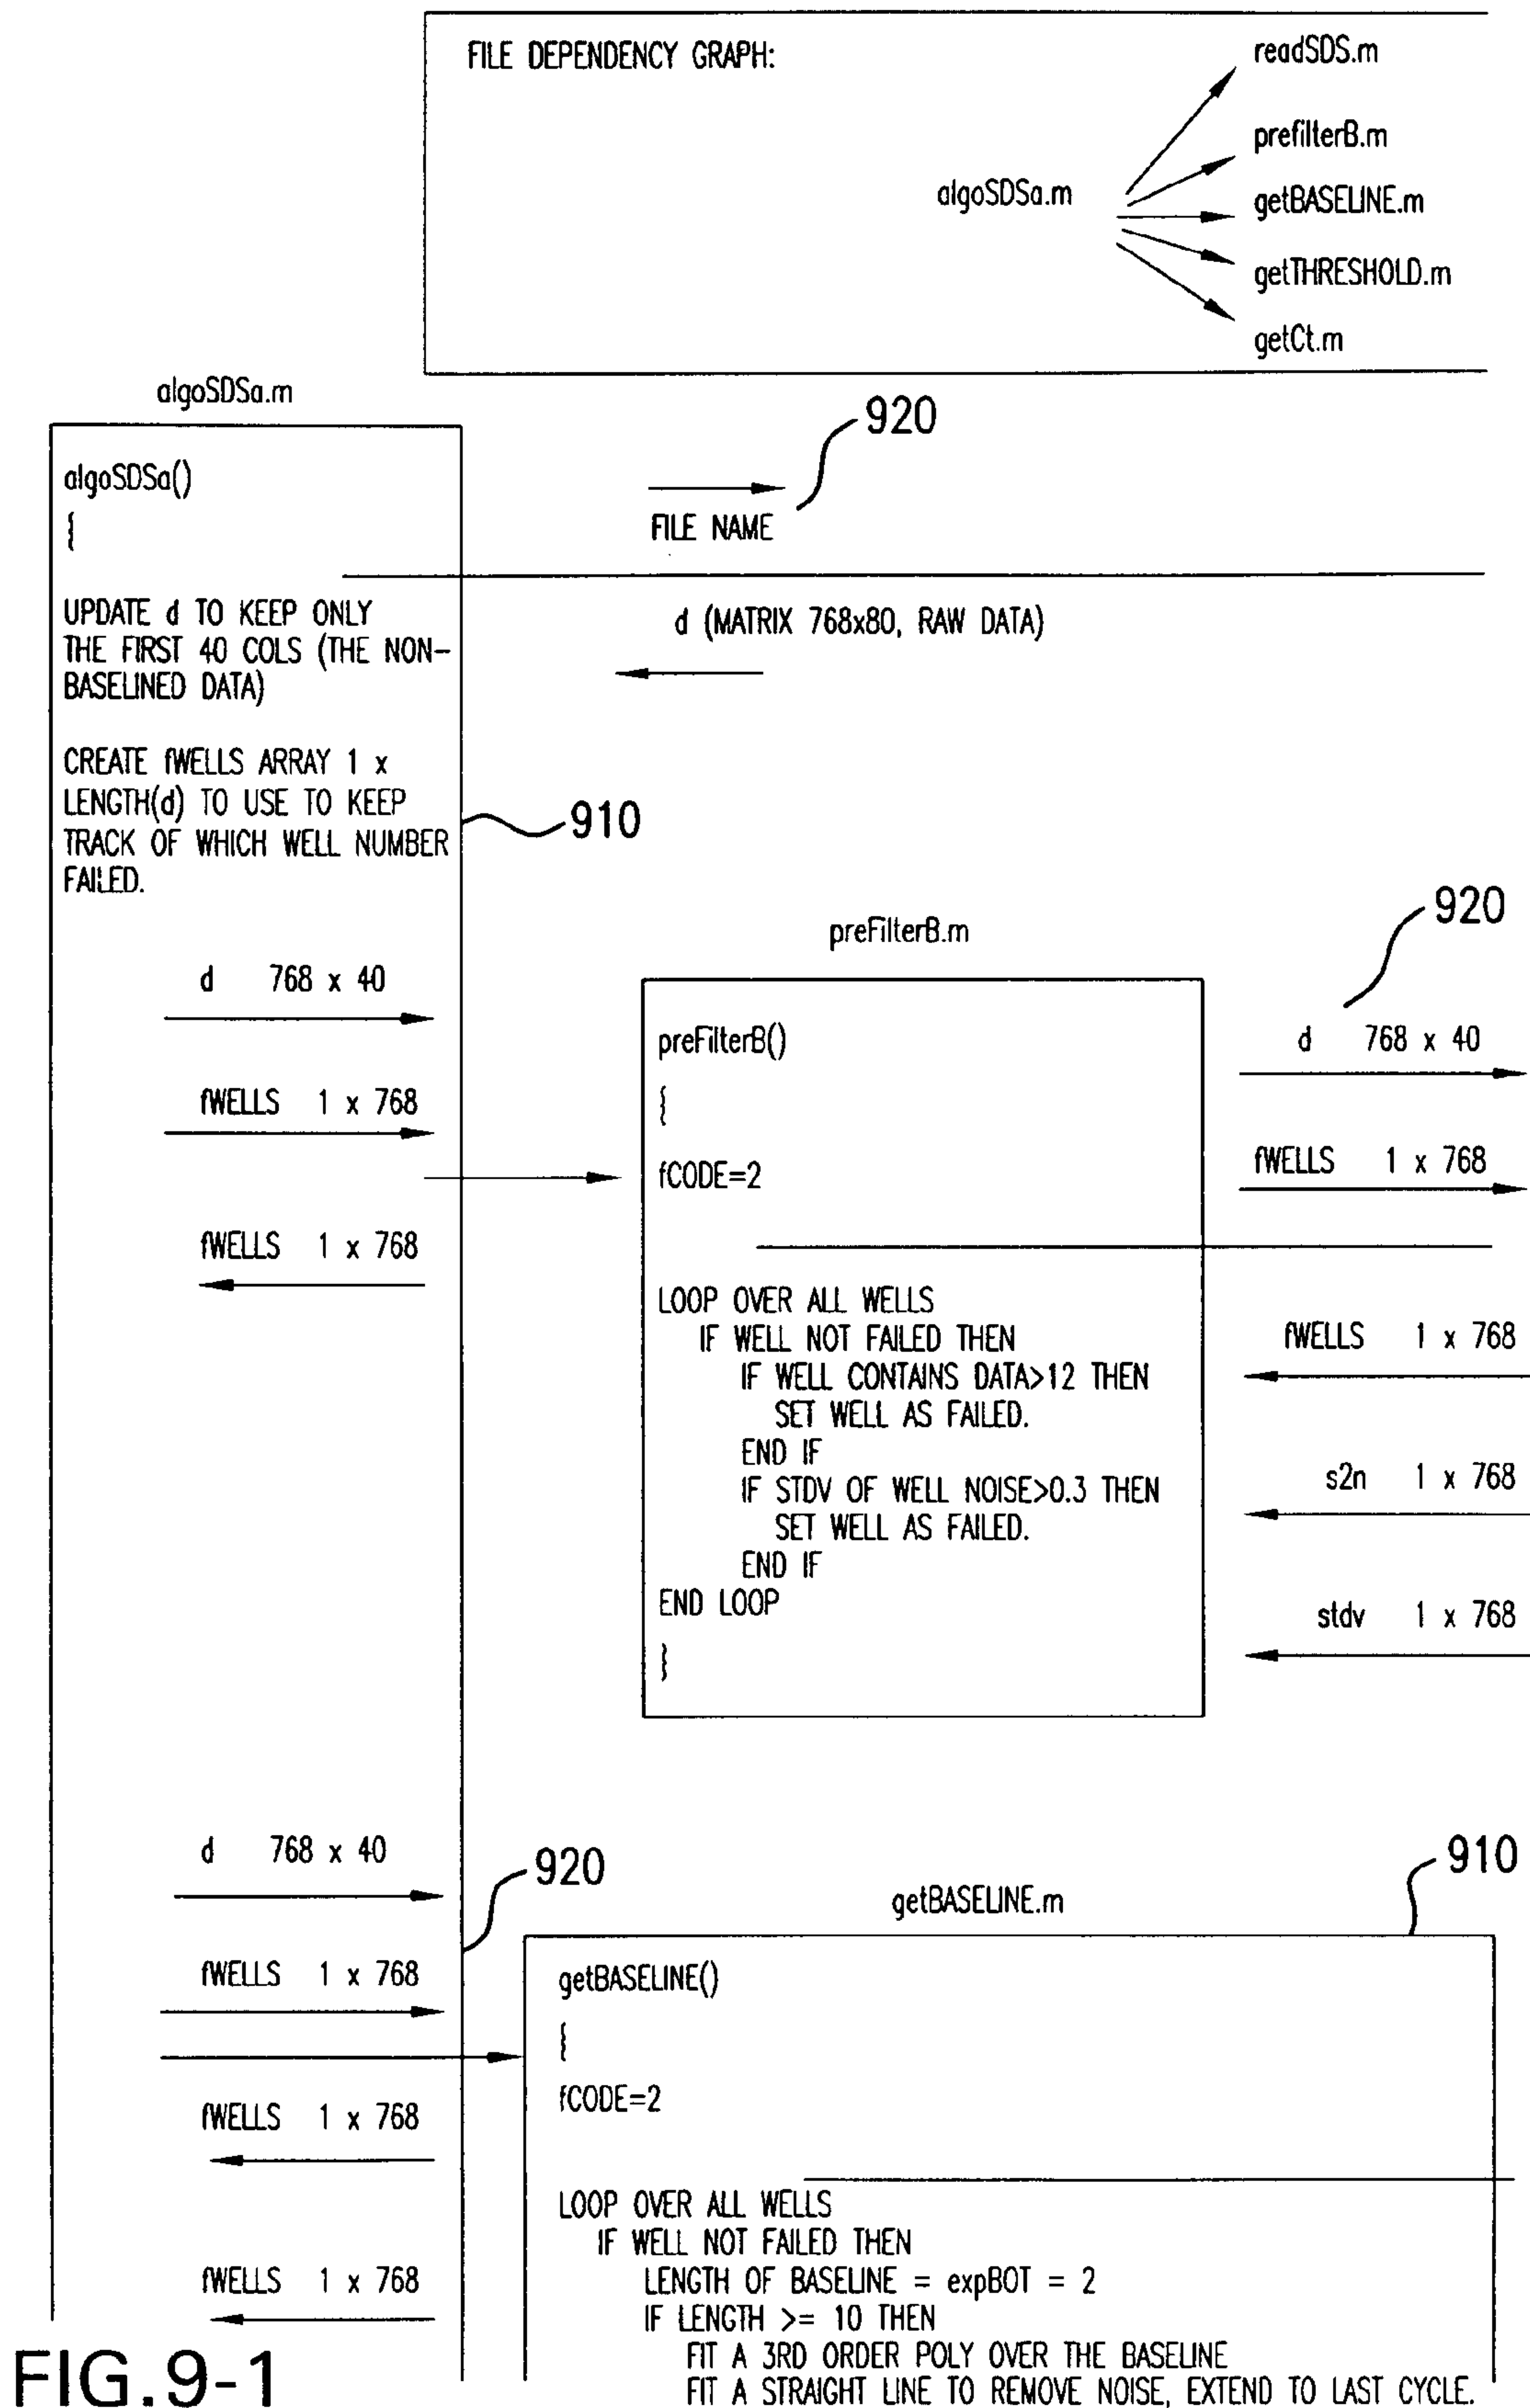 FILE DEPENDENCY GRAPH:
readSDS.m
prefilterB.m
algoSDSa.m
getBASELINE.m
getTHRESHOLD.m
getCt.m
algoSDSa.m
920
algoSDSa()
{
FILE NAME
UPDATE d TO KEEP ONLY
THE FIRST 40 COLS (THE NON-
BASELINED DATA)
d (MATRIX 768x80, RAW DATA)
CREATE fWELLS ARRAY 1 x
LENGTH(d) TO USE TO KEEP
TRACK OF WHICH WELL NUMBER
FAILED.
910
920
preFilterB.m
d 768 x 40
fWELLS 1 x 768
fWELLS 1 x 768
preFilterB()
{
fCODE=2
LOOP OVER ALL WELLS
IF WELL NOT FAILED THEN
IF WELL CONTAINS DATA>12 THEN
SET WELL AS FAILED.
END IF
IF STDV OF WELL NOISE>0.3 THEN
SET WELL AS FAILED.
END IF
END LOOP
}
d 768 x 40
fWELLS 1 x 768
fWELLS 1 x 768
s2n 1 x 768
stdv 1 x 768
d 768 x 40
920
910
getBASELINE.m
fWELLS 1 x 768
fWELLS 1 x 768
fWELLS 1 x 768
getBASELINE()
{
fCODE=2
LOOP OVER ALL WELLS
IF WELL NOT FAILED THEN
LENGTH OF BASELINE = expBOT = 2
IF LENGTH >= 10 THEN
FIT A 3RD ORDER POLY OVER THE BASELINE
FIT A STRAIGHT LINE TO REMOVE NOISE, EXTEND TO LAST CYCLE.
FIG.9-1